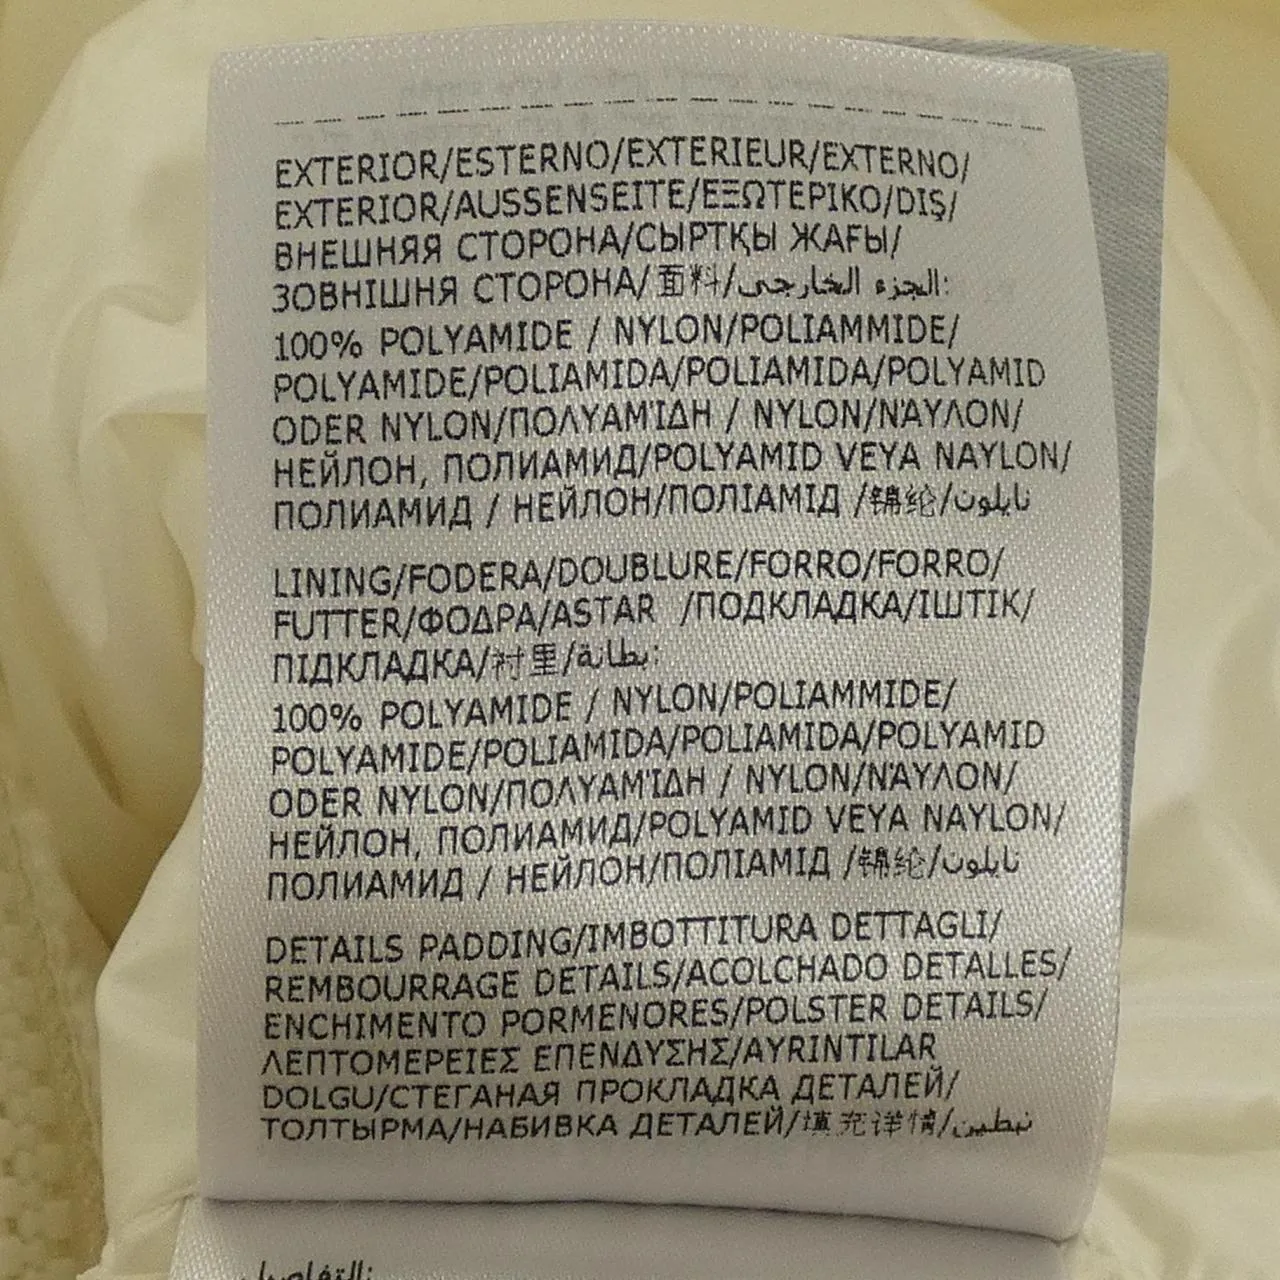 EXTERIOR/ESTERNO/EXTERIEUR/EXTERNO/
EXTERIOR/AUSSENSEITE/ΕΞΩΤΕΡΙΚΟ/DIŞ/
ВНЕШНЯЯ СТОРОНА/СЫРТҚЫ ЖАҒЫ/
ЗОВНІШНЯ СТОРОНА/面料/الجزء الخارجي:
100% POLYAMIDE / NYLON/POLIAMMIDE/
POLYAMIDE/POLIAMIDA/POLIAMIDA/POLYAMID
ODER NYLON/ΠΟΛΥΑΜΊΔΗ / NYLON/ΝΆΥΛΟΝ/
НЕЙЛОН, ПОЛИАМИД/POLYAMID VEYA NAYLON/
ПОЛИАМИД / НЕЙЛОН/ПОЛІАМІД /锦纶/نايلون
LINING/FODERA/DOUBLURE/FORRO/FORRO/
FUTTER/ΦΟΔΡΑ/ASTAR /ПОДКЛАДКА/ІШТІК/
ПІДКЛАДКА/衬里/بطانة:
100% POLYAMIDE / NYLON/POLIAMMIDE/
POLYAMIDE/POLIAMIDA/POLIAMIDA/POLYAMID
ODER NYLON/ΠΟΛΥΑΜΊΔΗ / NYLON/ΝΆΥΛΟΝ/
НЕЙЛОН, ПОЛИАМИД/POLYAMID VEYA NAYLON/
ПОЛИАМИД / НЕЙЛОН/ПОЛІАМІД /锦纶/نايلون
DETAILS PADDING/IMBOTTITURA DETTAGLI/
REMBOURRAGE DETAILS/ACOLCHADO DETALLES/
ENCHIMENTO PORMENORES/POLSTER DETAILS/
ΛΕΠΤΟΜΕΡΕΙΕΣ ΕΠΕΝΔΥΣΗΣ/AYRINTILAR
DOLGU/СТЕГАНАЯ ПРОКЛАДКА ДЕТАЛЕЙ/
ТОЛТЫРМА/НАБИВКА ДЕТАЛЕЙ/填充详情/تبطين
التفاصيل: